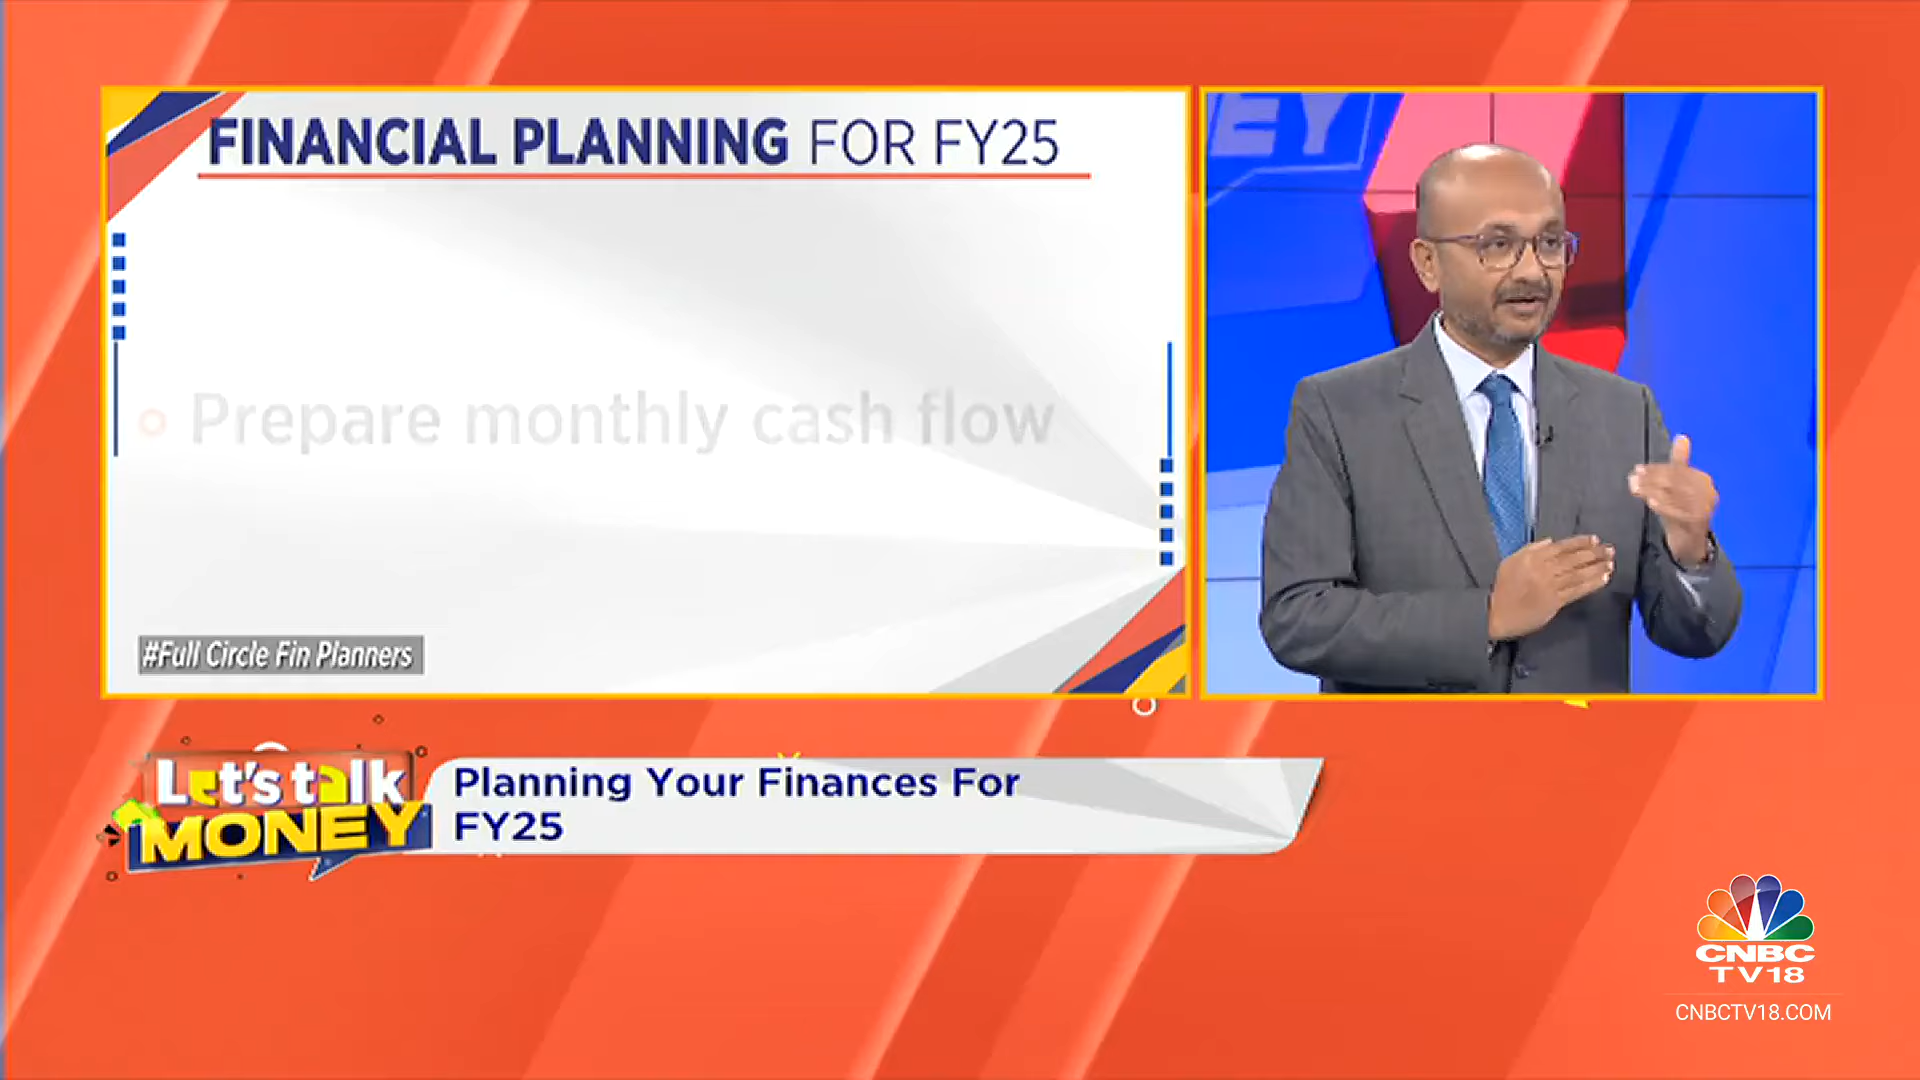 FINANCIAL PLANNING FOR FY25
EY
Prepare monthly cash flow
#Full Circle Fin Planners
Let's talk
MONEY
Planning Your Finances For
FY25
CNBC
TV18
CNBCTV18.COM